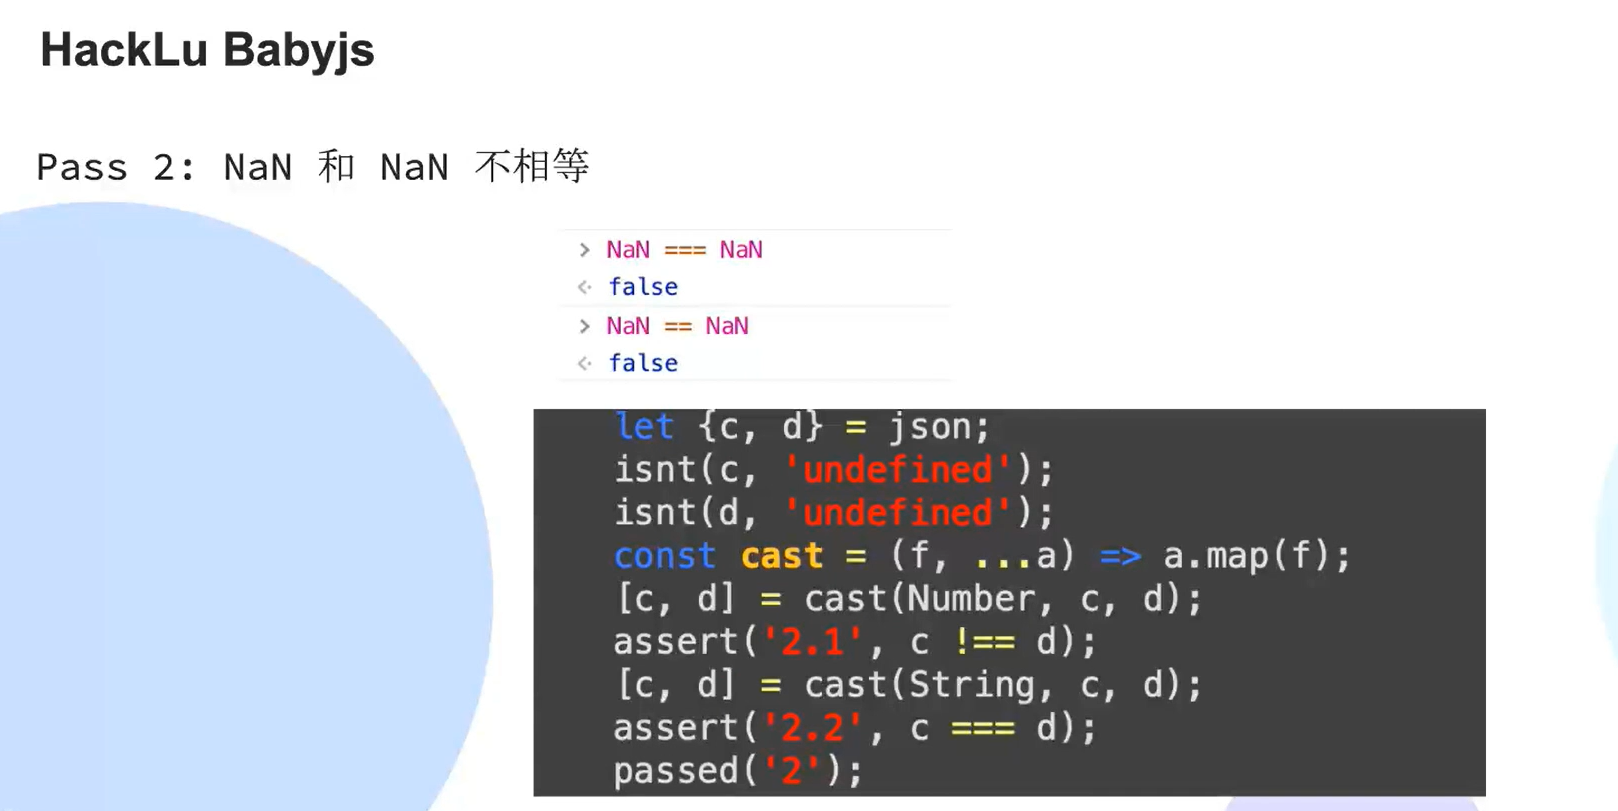 HackLu Babyjs
Pass 2: NaN 和 NaN 不相等
> NaN === NaN
< false
> NaN == NaN
< false
let {c, d} = json;
isnt(c, 'undefined');
isnt(d, 'undefined');
const cast = (f, ...a) => a.map(f);
[c, d] = cast(Number, c, d);
assert('2.1', c !== d);
[c, d] = cast(String, c, d);
assert('2.2', c === d);
passed('2');